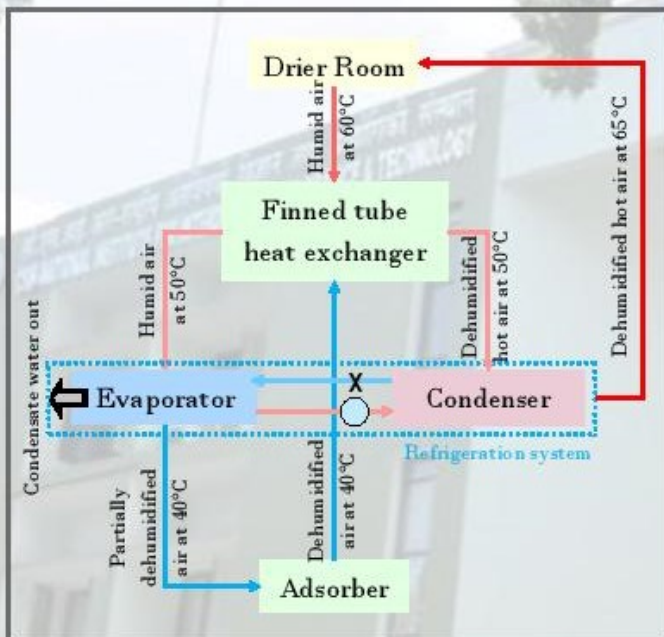 Drier Room
Humid air
at 60°C
Dehumidified hot air at 65°C
Finned tube
heat exchanger
Humid air
at 50°C
Dehumidified
hot air at 50°C
Condensate water out
Evaporator
X
Condenser
Refrigeration system
Partially
dehumidified
air at 40°C
Dehumidified
air at 40°C
Adsorber
& TECHNOLOGY